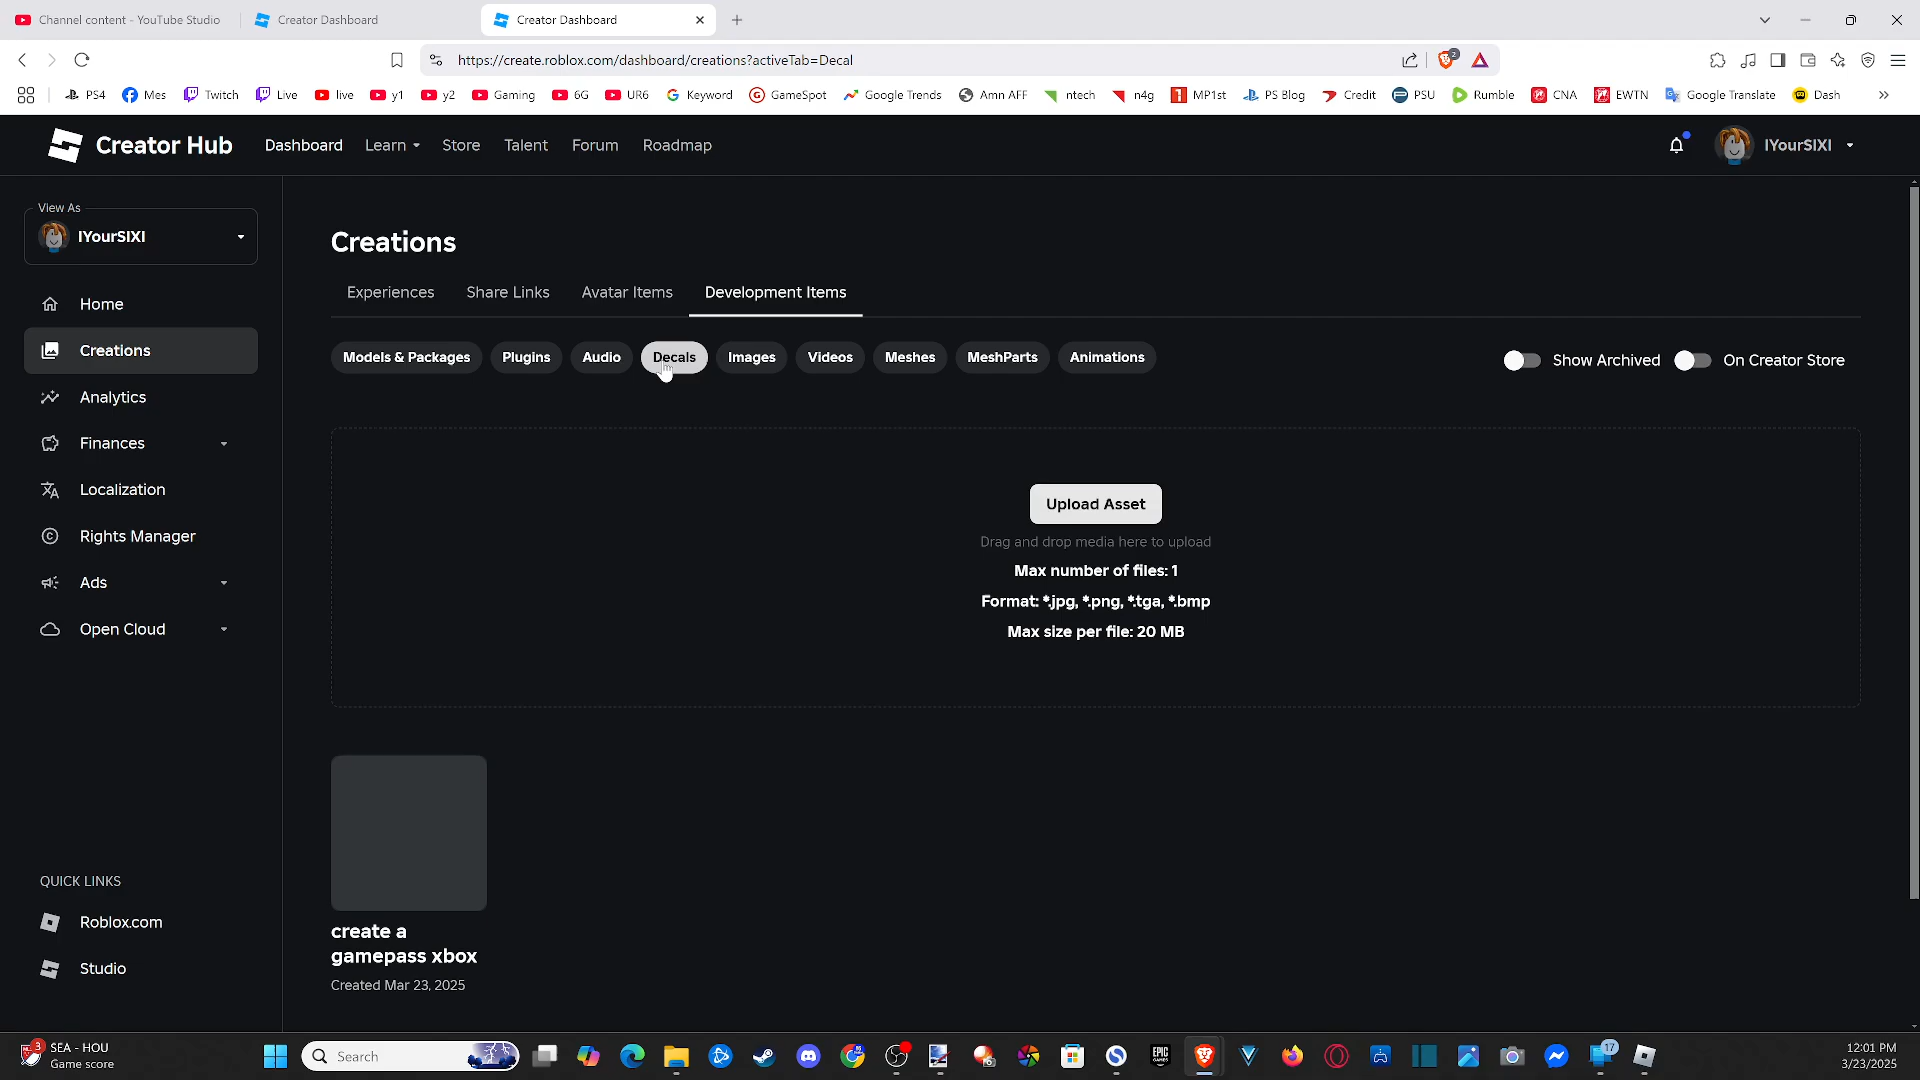 Channel content - YouTube Studio
Creator Dashboard
Creator Dashboard
https://create.roblox.com/dashboard/creations?activeTab=Decal
2
PS4
Mes
Twitch
Live
live
y1
y2
Gaming
6G
UR6
Keyword
GameSpot
Google Trends
Amn AFF
ntech
n4g
MP1st
PS Blog
Credit
PSU
Rumble
CNA
EWTN
Google Translate
Dash
Creator Hub
Dashboard
Learn
Store
Talent
Forum
Roadmap
IYourSIXI
View As
IYourSIXI
Home
Creations
Analytics
Finances
Localization
Rights Manager
Ads
Open Cloud
QUICK LINKS
Roblox.com
Studio
Creations
Experiences
Share Links
Avatar Items
Development Items
Models & Packages
Plugins
Audio
Decals
Images
Videos
Meshes
MeshParts
Animations
Show Archived
On Creator Store
Upload Asset
Drag and drop media here to upload
Max number of files: 1
Format: *.jpg, *.png, *.tga, *.bmp
Max size per file: 20 MB
create a
gamepass xbox
Created Mar 23, 2025
3
SEA - HOU
Game score
Search
EPIC
GAMES
17
12:01 PM
3/23/2025